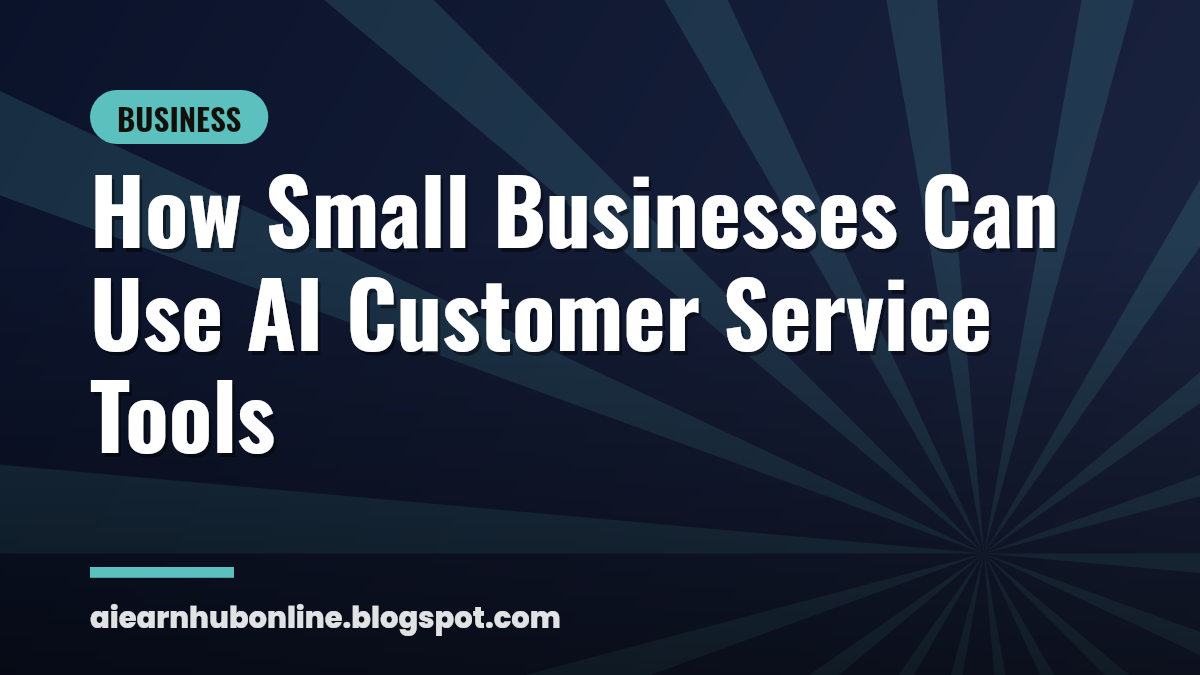 BUSINESS
How Small Businesses Can
Use AI Customer Service
Tools
aiearnhubonline.blogspot.com